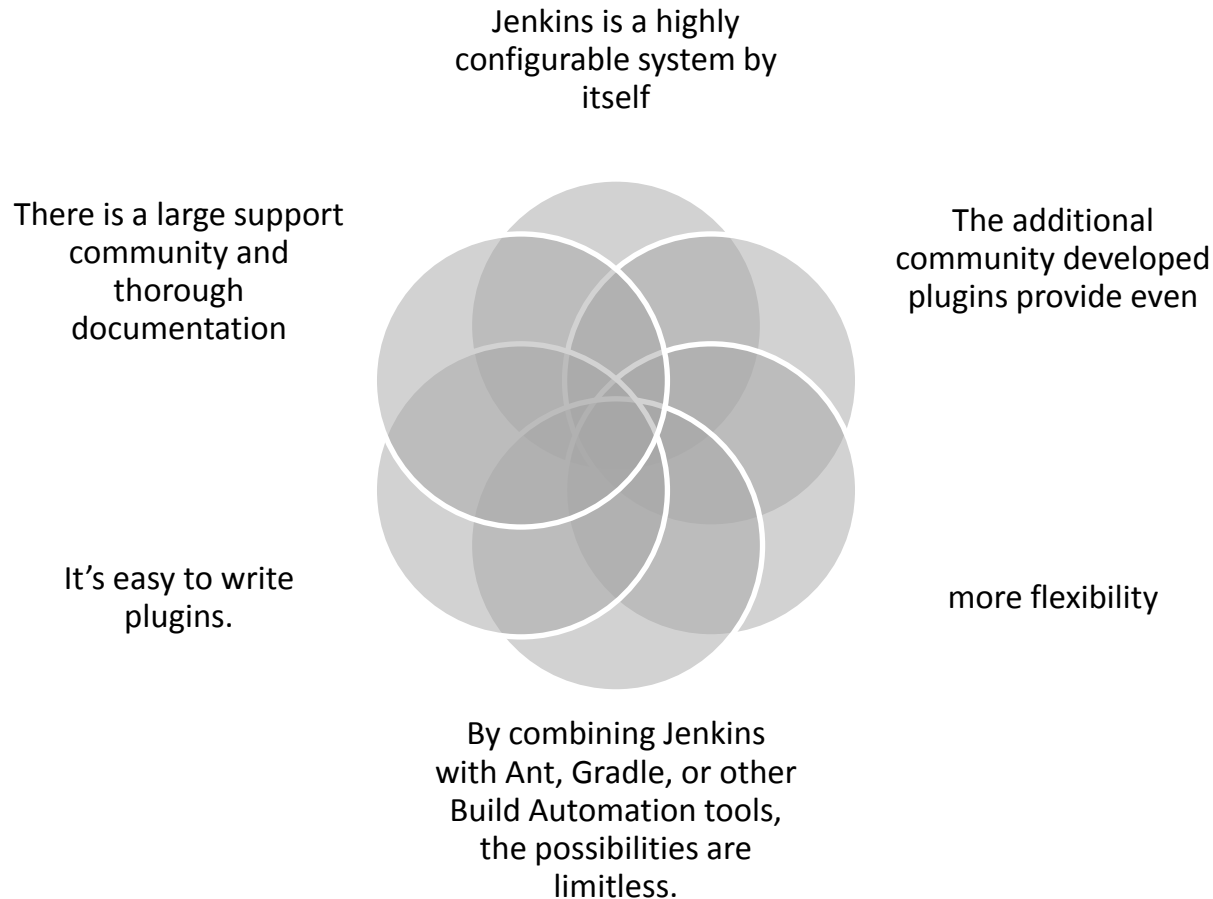 Jenkins is a highly
configurable system by
itself
The additional
community developed
plugins provide even
more flexibility
By combining Jenkins
with Ant, Gradle, or other
Build Automation tools,
the possibilities are
limitless.
It’s easy to write
plugins.
There is a large support
community and
thorough
documentation